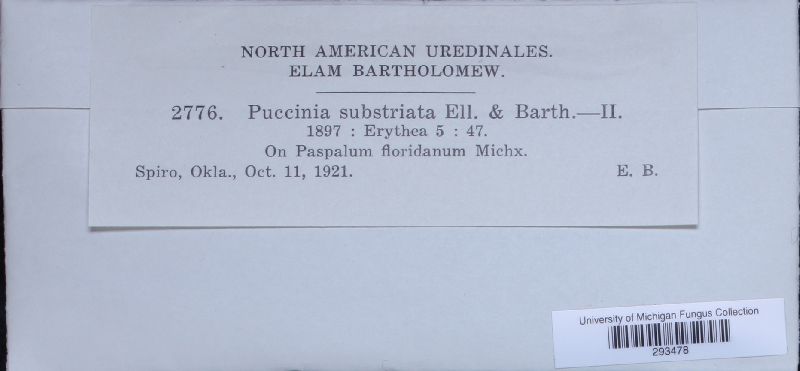 NORTH AMERICAN UREDINALES.
ELAM BARTHOLOMEW.
2776. Puccinia substriata Ell. & Barth.—II.
1897 : Erythea 5 : 47.
On Paspalum floridanum Michx.
Spiro, Okla., Oct. 11, 1921. E. B.
University of Michigan Fungus Collection
293478